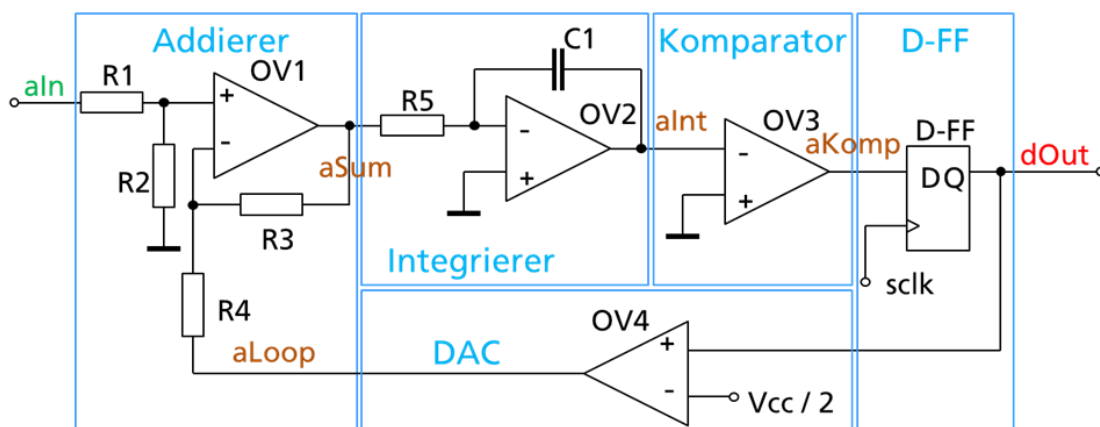 Addierer
Integrierer
Komparator
D-FF
aIn
R1
OV1
+
-
R2
aSum
R3
R4
R5
C1
OV2
-
+
aInt
OV3
-
+
aKomp
D-FF
DQ
dOut
sclk
aLoop
DAC
OV4
+
-
Vcc / 2